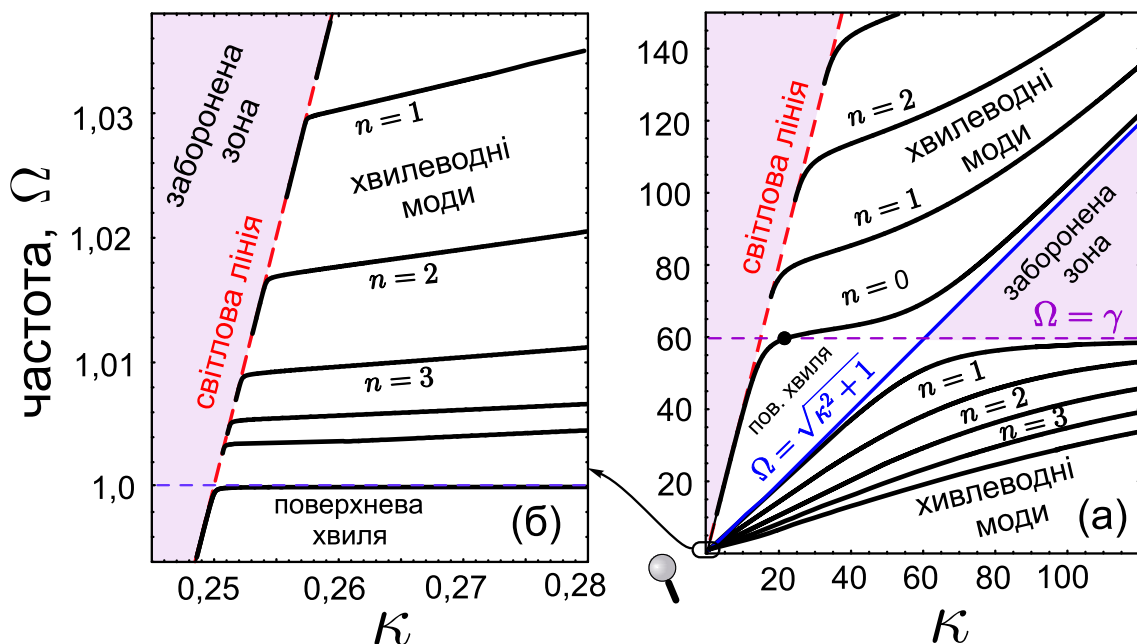 частота, Ω
1,03
1,02
1,01
1,0
заборонена
зона
світлова лінія
n = 1
хвилеводні
моди
n = 2
n = 3
поверхнева
хвиля
(б)
0,25
0,26
0,27
0,28
κ
140
120
100
80
60
40
20
світлова лінія
n = 2
хвилеводні
моди
n = 1
n = 0
заборонена
зона
Ω = γ
пов. хвиля
Ω = √κ² + 1
n = 1
n = 2
n = 3
хивлеводні
моди
(а)
20
40
60
80
100
κ